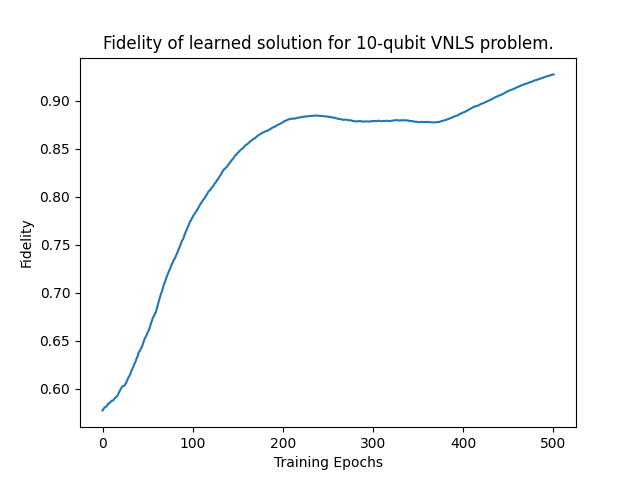 Fidelity of learned solution for 10-qubit VNLS problem.
0.90
0.85
0.80
0.75
0.70
0.65
0.60
Fidelity
0 100 200 300 400 500
Training Epochs